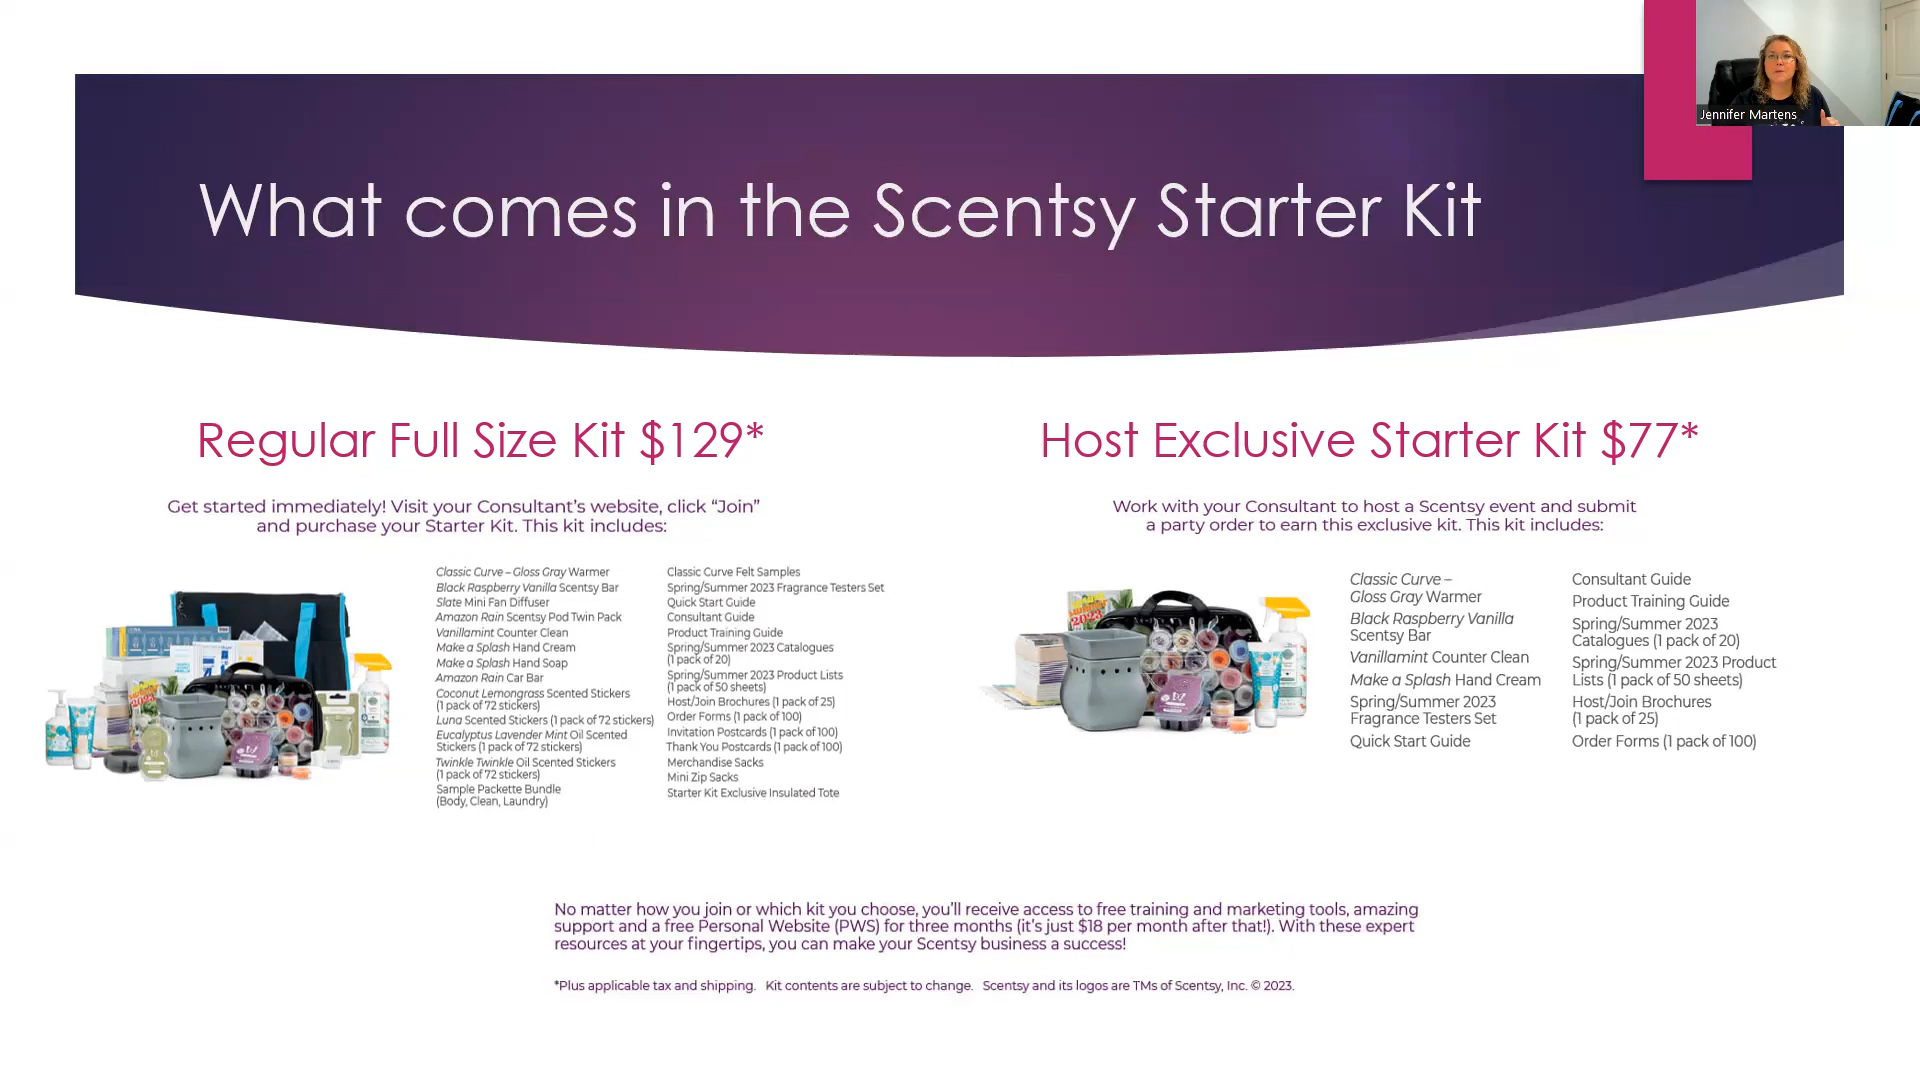 Jennifer Martens
What comes in the Scentsy Starter Kit
Regular Full Size Kit $129*
Get started immediately! Visit your Consultant's website, click “Join”
and purchase your Starter Kit. This kit includes:
Classic Curve – Gloss Gray Warmer
Black Raspberry Vanilla Scentsy Bar
Slate Mini Fan Diffuser
Amazon Rain Scentsy Pod Twin Pack
Vanillamint Counter Clean
Make a Splash Hand Cream
Make a Splash Hand Soap
Amazon Rain Car Bar
Coconut Lemongrass Scented Stickers
(1 pack of 72 stickers)
Luna Scented Stickers (1 pack of 72 stickers)
Eucalyptus Lavender Mint Oil Scented
Stickers (1 pack of 72 stickers)
Twinkle Twinkle Oil Scented Stickers
(1 pack of 72 stickers)
Sample Packette Bundle
(Body, Clean, Laundry)
Classic Curve Felt Samples
Spring/Summer 2023 Fragrance Testers Set
Quick Start Guide
Consultant Guide
Product Training Guide
Spring/Summer 2023 Catalogues
(1 pack of 20)
Spring/Summer 2023 Product Lists
(1 pack of 50 sheets)
Host/Join Brochures (1 pack of 25)
Order Forms (1 pack of 100)
Invitation Postcards (1 pack of 100)
Thank You Postcards (1 pack of 100)
Merchandise Sacks
Mini Zip Sacks
Starter Kit Exclusive Insulated Tote
Host Exclusive Starter Kit $77*
Work with your Consultant to host a Scentsy event and submit
a party order to earn this exclusive kit. This kit includes:
2023
Classic Curve –
Gloss Gray Warmer
Black Raspberry Vanilla
Scentsy Bar
Vanillamint Counter Clean
Make a Splash Hand Cream
Spring/Summer 2023
Fragrance Testers Set
Quick Start Guide
Consultant Guide
Product Training Guide
Spring/Summer 2023
Catalogues (1 pack of 20)
Spring/Summer 2023 Product
Lists (1 pack of 50 sheets)
Host/Join Brochures
(1 pack of 25)
Order Forms (1 pack of 100)
No matter how you join or which kit you choose, you'll receive access to free training and marketing tools, amazing
support and a free Personal Website (PWS) for three months (it's just $18 per month after that!). With these expert
resources at your fingertips, you can make your Scentsy business a success!
*Plus applicable tax and shipping. Kit contents are subject to change. Scentsy and its logos are TMs of Scentsy, Inc. © 2023.